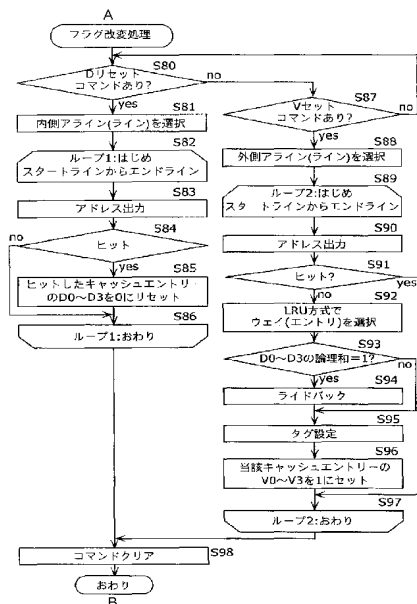 A
フラグ改変処理
S80
Dリセット
コマンドあり?
no
yes
S81
内側アライン(ライン)を選択
S82
ループ1:はじめ
スタートラインからエンドライン
S83
アドレス出力
S84
no
ヒット
yes
S85
ヒットしたキャッシュエントリ
のD0～D3を0にリセット
S86
ループ1:おわり
S87
Vセット
コマンドあり?
no
yes
S88
外側アライン(ライン)を選択
S89
ループ2:はじめ
スタートラインからエンドライン
S90
アドレス出力
S91
ヒット?
yes
no
S92
LRU方式で
ウェイ(エントリ)を選択
S93
D0～D3の論理和=1?
no
yes
S94
ライトバック
S95
タグ設定
S96
当該キャッシュエントリーの
V0～V3を1にセット
S97
ループ2:おわり
コマンドクリア
S98
おわり
B